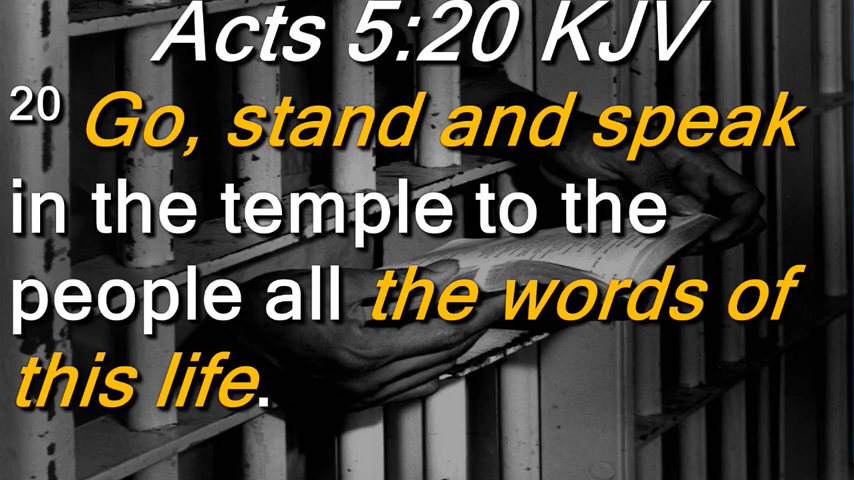 Acts 5:20 KJV
20 Go, stand and speak
in the temple to the
people all the words of
this life.